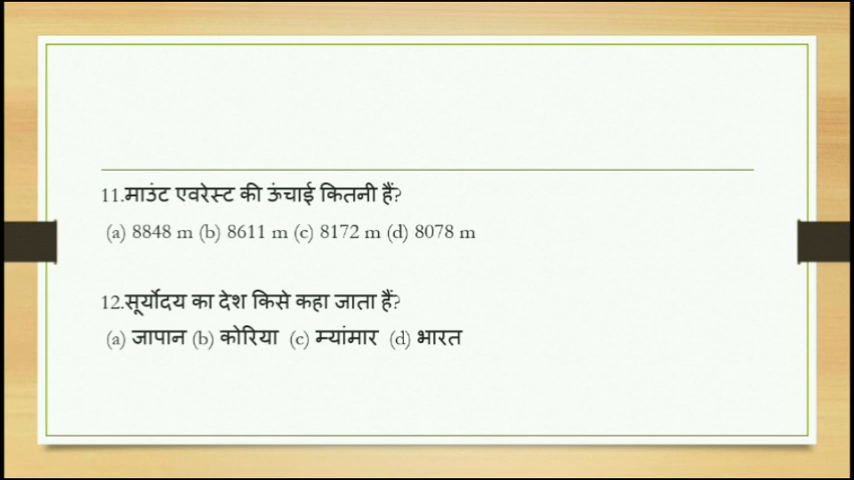 11.माउंट एवरेस्ट की ऊंचाई कितनी हैं?
(a) 8848 m (b) 8611 m (c) 8172 m (d) 8078 m
12.सूर्योदय का देश किसे कहा जाता हैं?
(a) जापान (b) कोरिया (c) म्यांमार (d) भारत